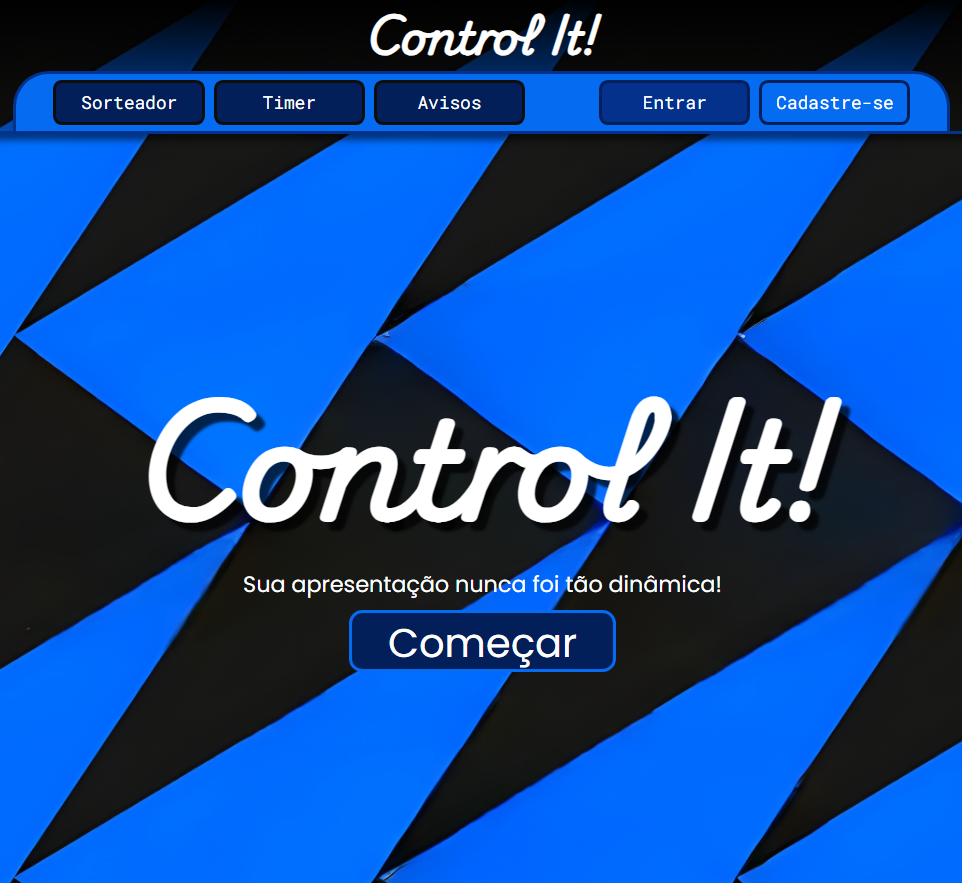 Control It!
Sorteador Timer Avisos Entrar Cadastre-se
Control It!
Sua apresentação nunca foi tão dinâmica!
Começar